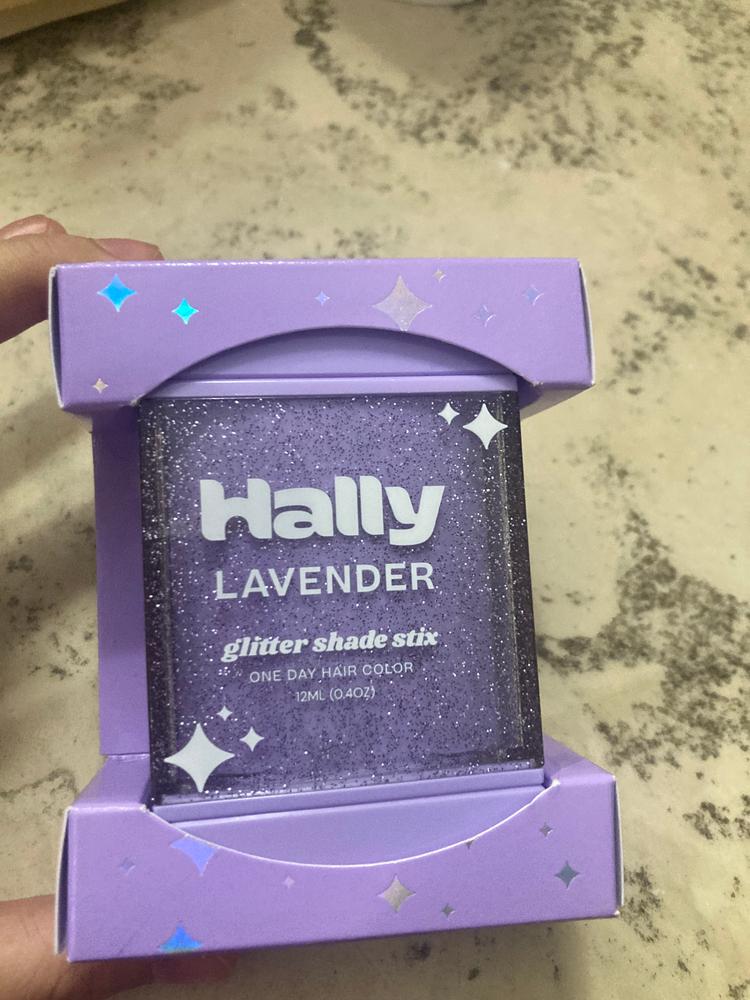 Hally
LAVENDER
glitter shade stix
ONE DAY HAIR COLOR
12ML (0.4OZ)